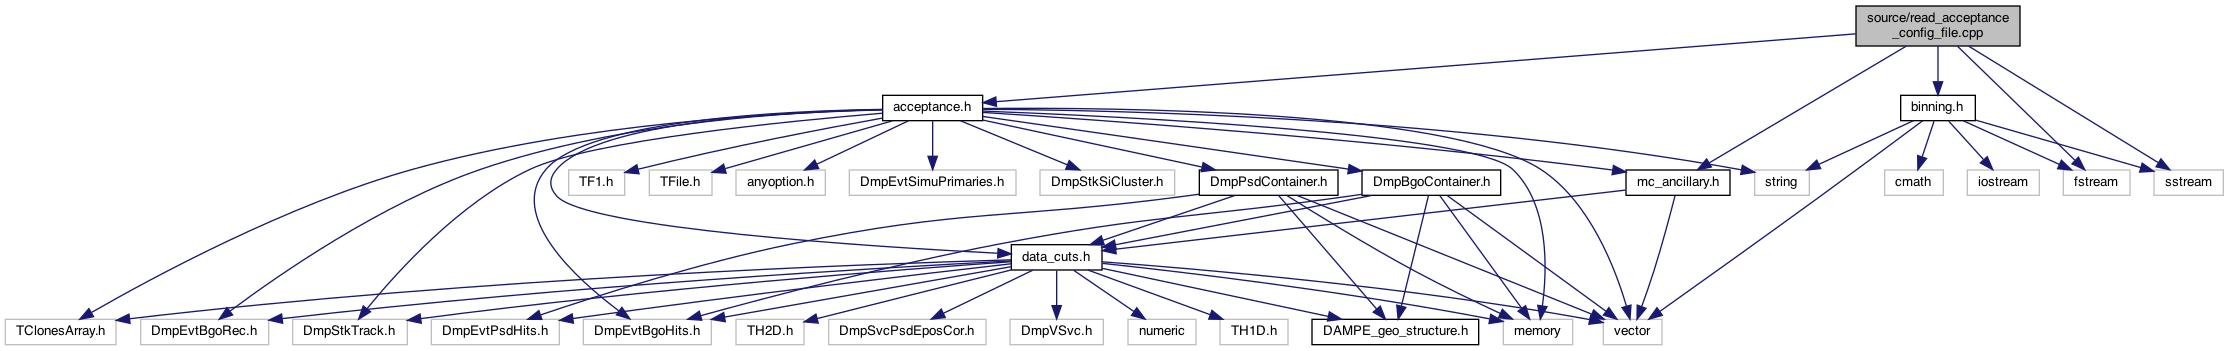 source/read_acceptance
_config_file.cpp
acceptance.h
binning.h
TF1.h
TFile.h
anyoption.h
DmpEvtSimuPrimaries.h
DmpStkSiCluster.h
DmpPsdContainer.h
DmpBgoContainer.h
mc_ancillary.h
string
cmath
iostream
fstream
sstream
data_cuts.h
TClonesArray.h
DmpEvtBgoRec.h
DmpStkTrack.h
DmpEvtPsdHits.h
DmpEvtBgoHits.h
TH2D.h
DmpSvcPsdEposCor.h
DmpVSvc.h
numeric
TH1D.h
DAMPE_geo_structure.h
memory
vector